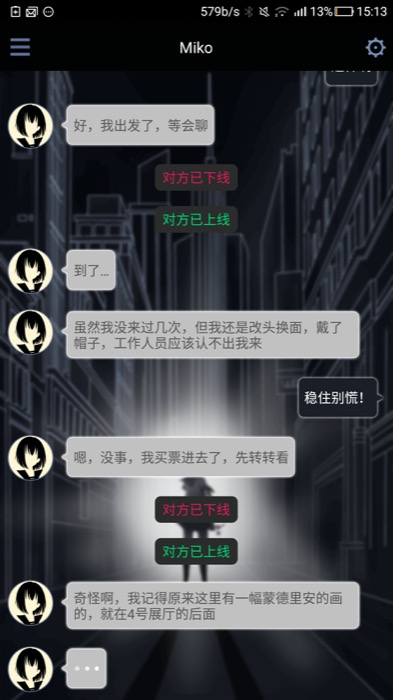 579b/s 13% 15:13
Miko
好，我出发了，等会聊
对方已下线
对方已上线
到了...
虽然我没来过几次，但我还是改头换面，戴了
帽子，工作人员应该认不出我来
稳住别慌！
嗯，没事，我买票进去了，先转转看
对方已下线
对方已上线
奇怪啊，我记得原来这里有一幅蒙德里安的画
的，就在4号展厅的后面